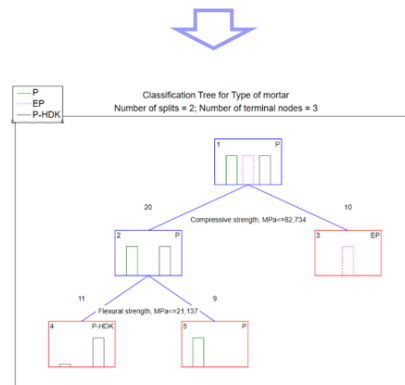 P
EP
P-HDK
Classification Tree for Type of mortar
Number of splits = 2; Number of terminal nodes = 3
1 P
20 10
Compressive strength, MPa<=82,734
2 P 3 EP
11 9
Flexural strength, MPa<=21,137
4 P-HDK 5 P